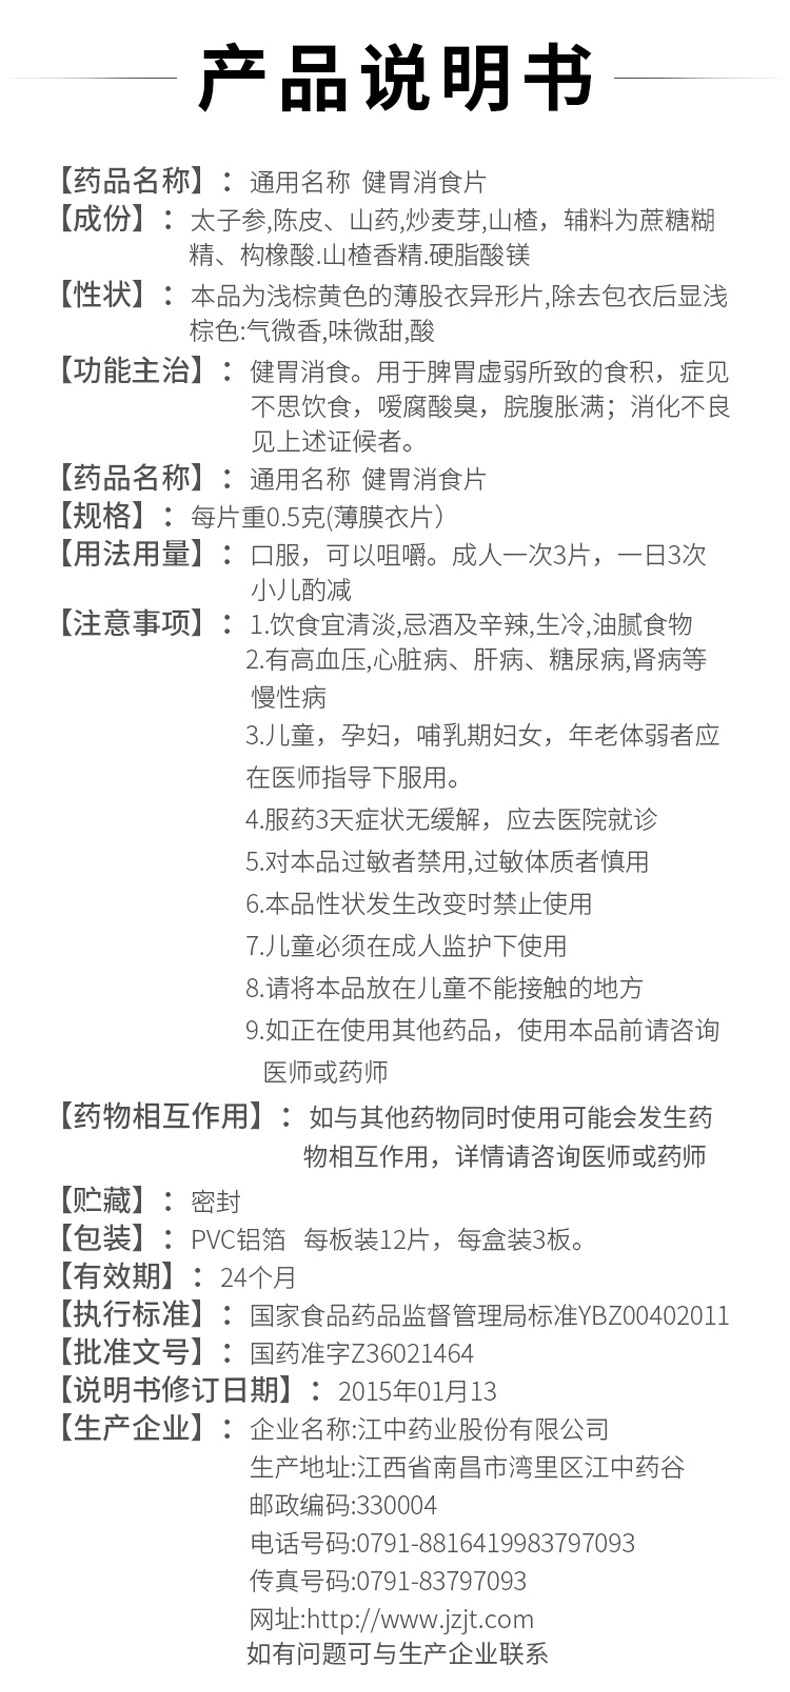 产品说明书
【药品名称】：通用名称 健胃消食片
【成份】：太子参,陈皮、山药,炒麦芽,山楂，辅料为蔗糖糊
精、构橡酸.山楂香精.硬脂酸镁
【性状】：本品为浅棕黄色的薄股衣异形片,除去包衣后显浅
棕色:气微香,味微甜,酸
【功能主治】：健胃消食。用于脾胃虚弱所致的食积，症见
不思饮食，嗳腐酸臭，脘腹胀满；消化不良
见上述证候者。
【药品名称】：通用名称 健胃消食片
【规格】：每片重0.5克(薄膜衣片）
【用法用量】：口服，可以咀嚼。成人一次3片，一日3次
小儿酌减
【注意事项】：1.饮食宜清淡,忌酒及辛辣,生冷,油腻食物
2.有高血压,心脏病、肝病、糖尿病,肾病等
慢性病
3.儿童，孕妇，哺乳期妇女，年老体弱者应
在医师指导下服用。
4.服药3天症状无缓解，应去医院就诊
5.对本品过敏者禁用,过敏体质者慎用
6.本品性状发生改变时禁止使用
7.儿童必须在成人监护下使用
8.请将本品放在儿童不能接触的地方
9.如正在使用其他药品，使用本品前请咨询
医师或药师
【药物相互作用】：如与其他药物同时使用可能会发生药
物相互作用，详情请咨询医师或药师
【贮藏】：密封
【包装】：PVC铝箔 每板装12片，每盒装3板。
【有效期】：24个月
【执行标准】：国家食品药品监督管理局标准YBZ00402011
【批准文号】：国药准字Z36021464
【说明书修订日期】：2015年01月13
【生产企业】：企业名称:江中药业股份有限公司
生产地址:江西省南昌市湾里区江中药谷
邮政编码:330004
电话号码:0791-8816419983797093
传真号码:0791-83797093
网址:http://www.jzjt.com
如有问题可与生产企业联系